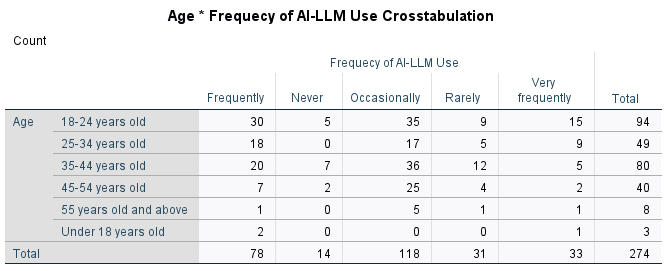 Age * Frequecy of AI-LLM Use Crosstabulation
Count
Frequecy of AI-LLM Use
Very
Frequently Never Occasionally Rarely frequently Total
Age 18-24 years old 30 5 35 9 15 94
25-34 years old 18 0 17 5 9 49
35-44 years old 20 7 36 12 5 80
45-54 years old 7 2 25 4 2 40
55 years old and above 1 0 5 1 1 8
Under 18 years old 2 0 0 0 1 3
Total 78 14 118 31 33 274